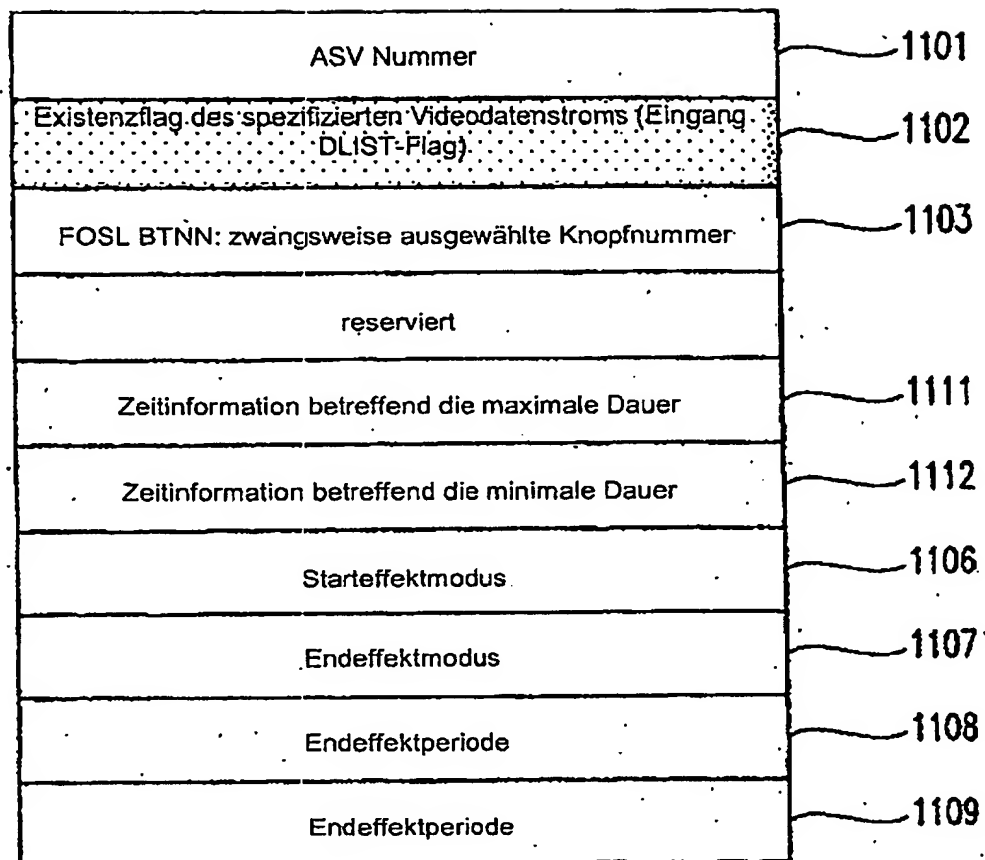 ASV Nummer
1101
Existenzflag des spezifizierten Videodatenstroms (Eingang
DLIST-Flag)
1102
FOSL BTNN: zwangsweise ausgewählte Knopfnummer
1103
reserviert
Zeitinformation betreffend die maximale Dauer
1111
Zeitinformation betreffend die minimale Dauer
1112
Starteffektmodus
1106
Endeffektmodus
1107
Endeffektperiode
1108
Endeffektperiode
1109